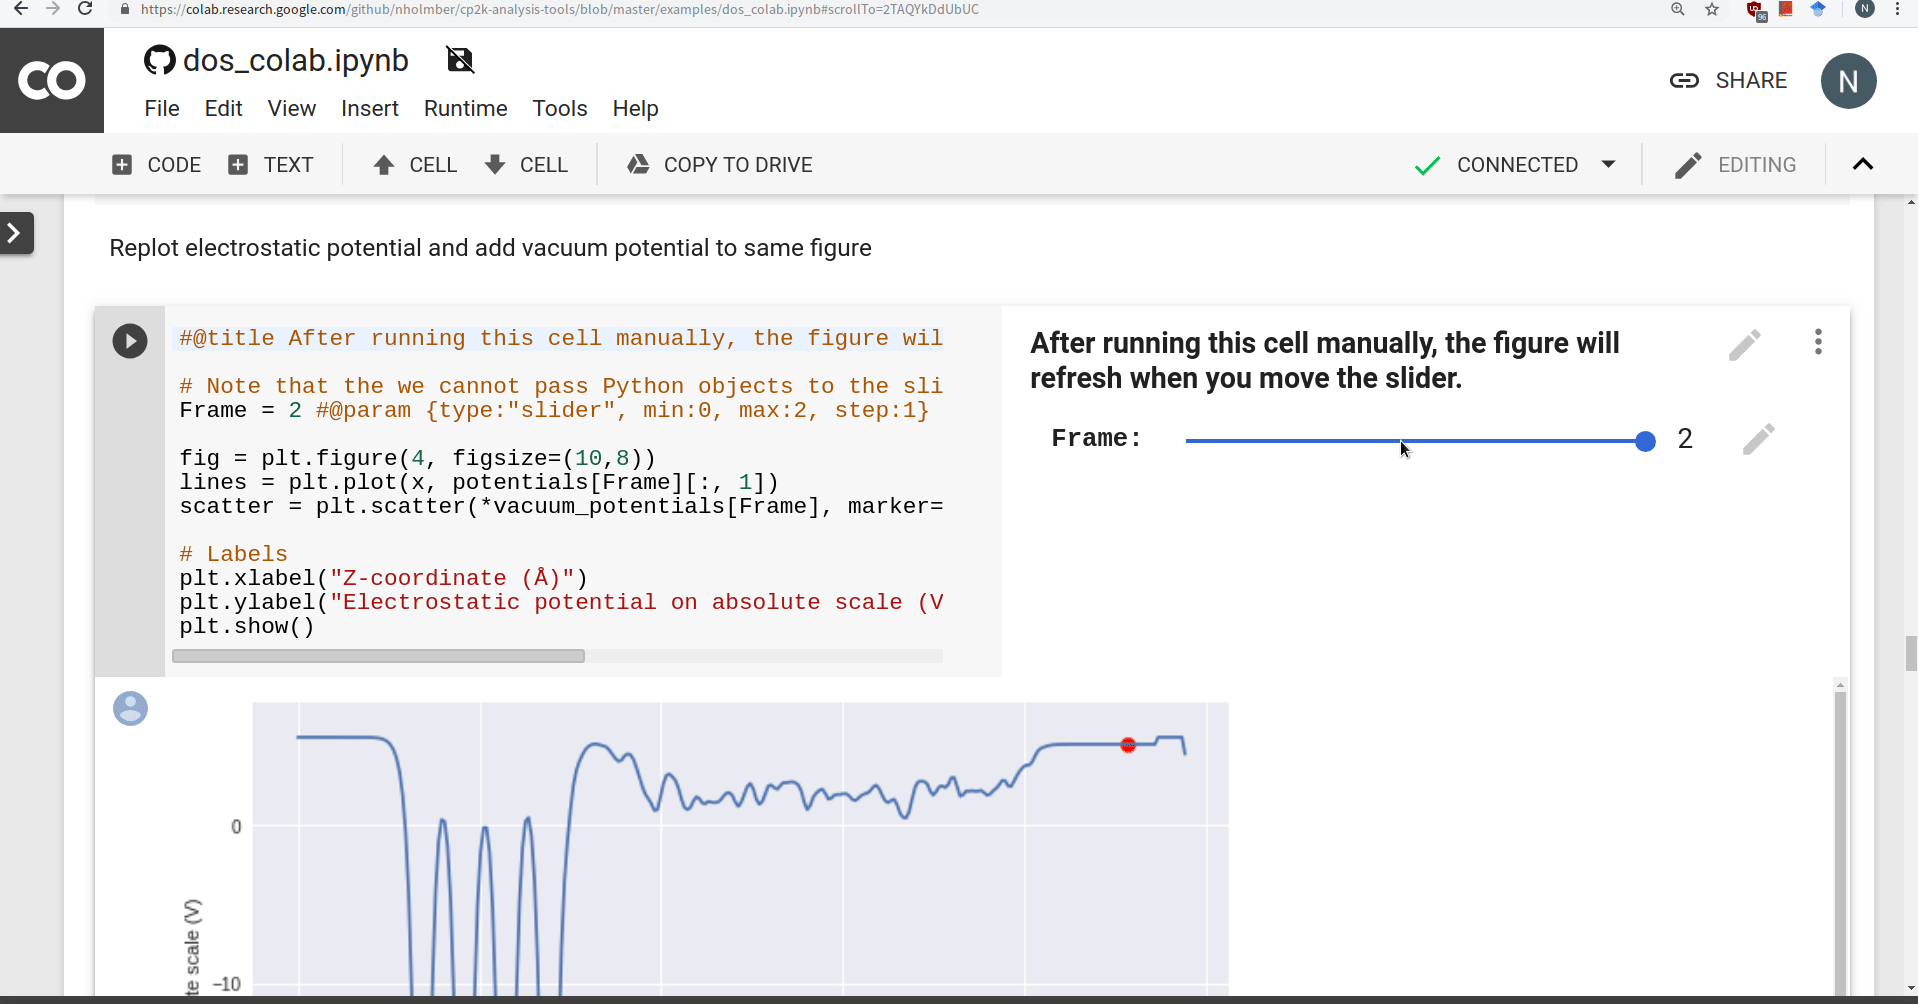 https://colab.research.google.com/github/nholmber/cp2k-analysis-tools/blob/master/examples/dos_colab.ipynb#scrollTo=2TAQYkDdUbUC
96
N
CO
dos_colab.ipynb
SHARE
N
File Edit View Insert Runtime Tools Help
CODE TEXT CELL CELL COPY TO DRIVE CONNECTED EDITING
Replot electrostatic potential and add vacuum potential to same figure
#@title After running this cell manually, the figure wil
# Note that the we cannot pass Python objects to the sli
Frame = 2 #@param {type:"slider", min:0, max:2, step:1}
fig = plt.figure(4, figsize=(10,8))
lines = plt.plot(x, potentials[Frame][:, 1])
scatter = plt.scatter(*vacuum_potentials[Frame], marker=
# Labels
plt.xlabel("Z-coordinate (Å)")
plt.ylabel("Electrostatic potential on absolute scale (V
plt.show()
After running this cell manually, the figure will
refresh when you move the slider.
Frame: 2
0
−10
te scale (V)